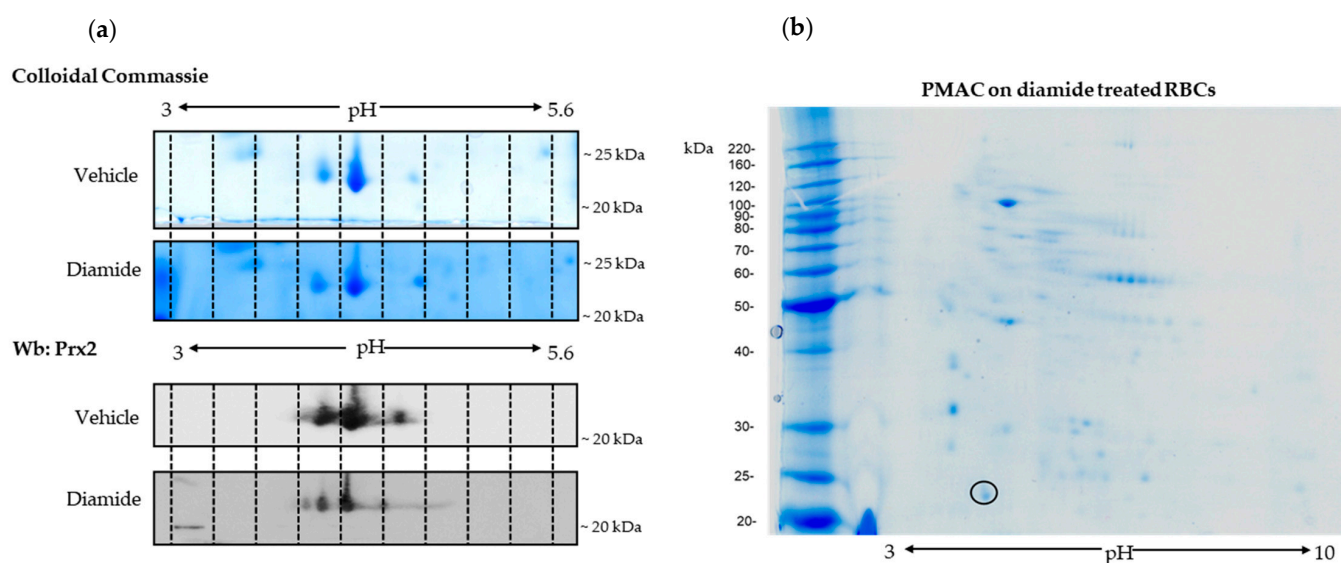 (a)
Colloidal Commassie
3 pH 5.6
Vehicle
~ 25 kDa
~ 20 kDa
Diamide
~ 25 kDa
~ 20 kDa
Wb: Prx2
3 pH 5.6
Vehicle
~ 20 kDa
Diamide
~ 20 kDa
(b)
PMAC on diamide treated RBCs
kDa
220-
160-
120-
100-
90-
80-
70-
60-
50-
40-
30-
25-
20-
3 pH 10